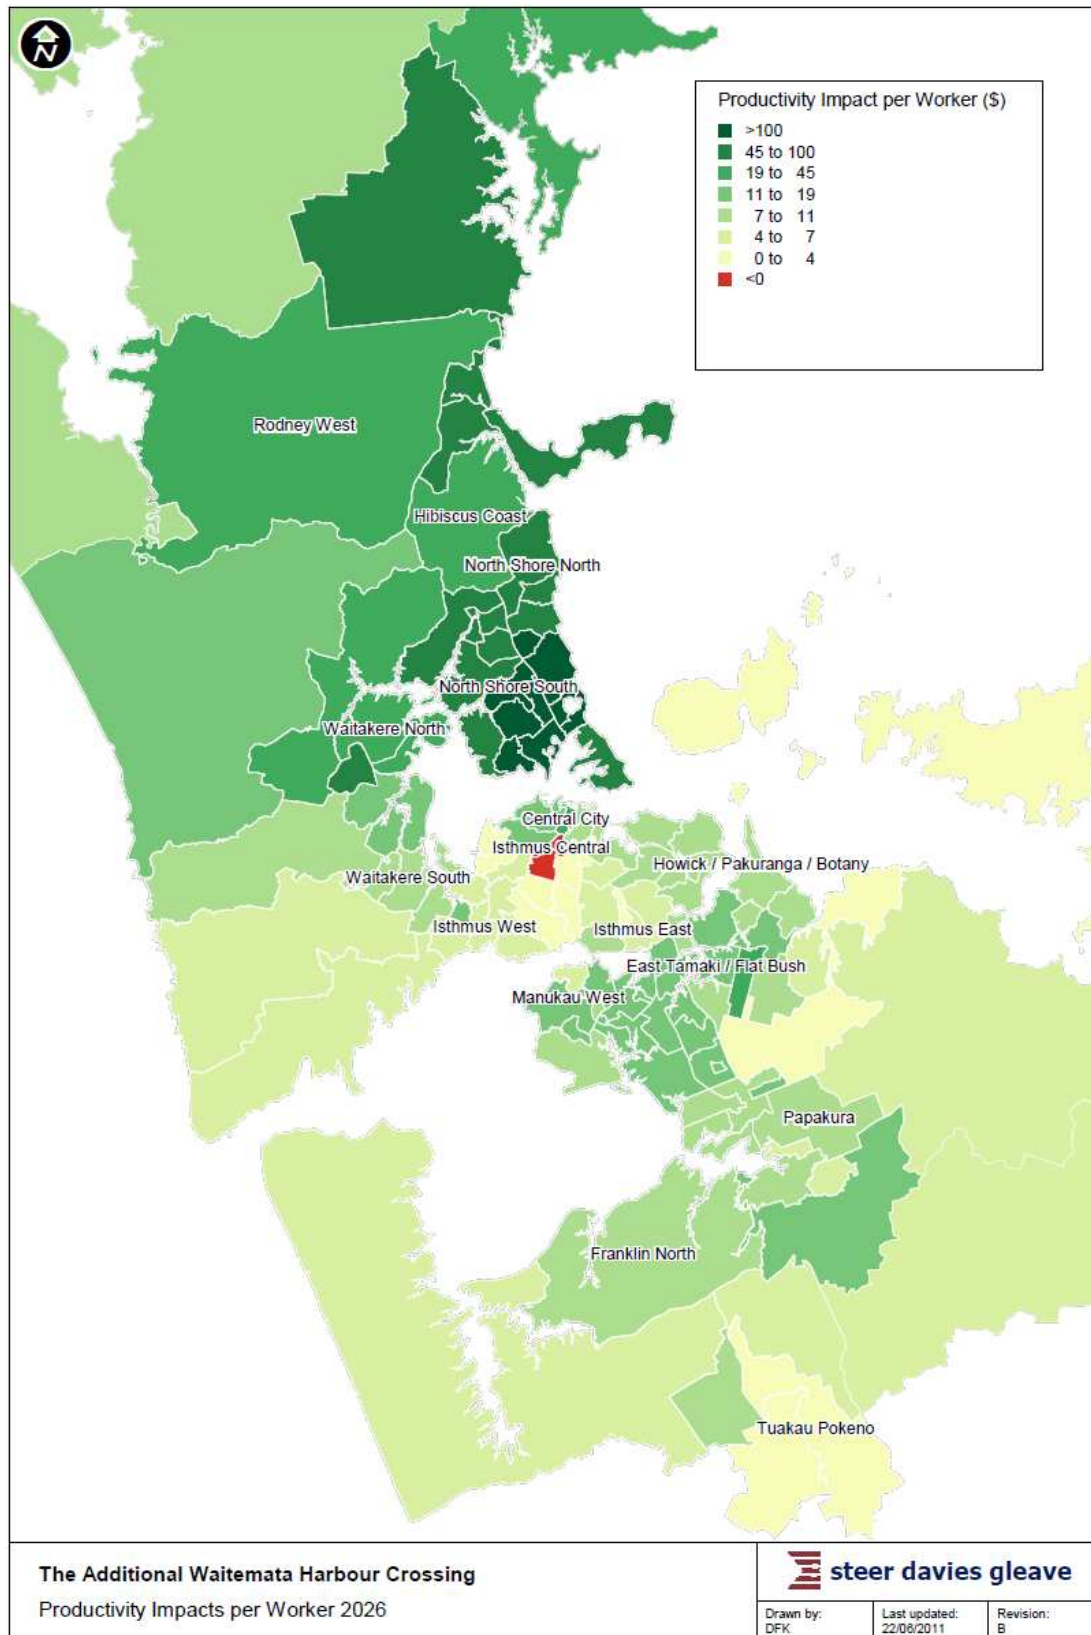 N
Productivity Impact per Worker ($)
>100
45 to 100
19 to 45
11 to 19
7 to 11
4 to 7
0 to 4
<0
Rodney West
Hibiscus Coast
North Shore North
North Shore South
Waitakere North
Central City
Isthmus Central
Howick / Pakuranga / Botany
Waitakere South
Isthmus West
Isthmus East
East Tamaki / Flat Bush
Manukau West
Papakura
Franklin North
Tuakau Pokeno
The Additional Waitemata Harbour Crossing
Productivity Impacts per Worker 2026
steer davies gleave
Drawn by:
DFK
Last updated:
22/06/2011
Revision:
B